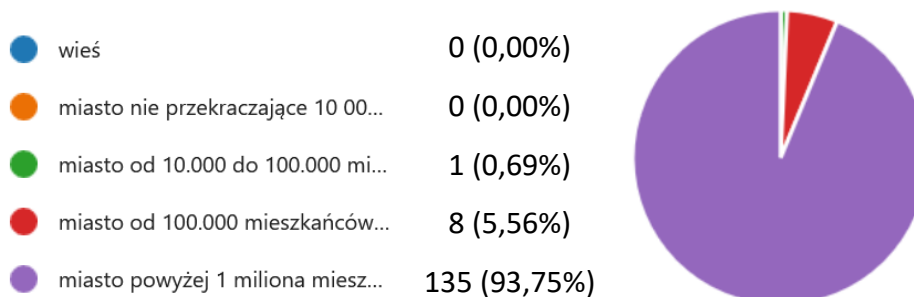 wieś 0 (0,00%)
miasto nie przekraczające 10 00... 0 (0,00%)
miasto od 10.000 do 100.000 mi... 1 (0,69%)
miasto od 100.000 mieszkańców... 8 (5,56%)
miasto powyżej 1 miliona miesz... 135 (93,75%)